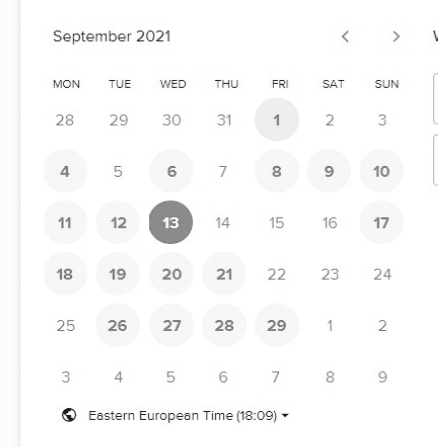 September 2021 < >
MON TUE WED THU FRI SAT SUN
28 29 30 31 1 2 3
4 5 6 7 8 9 10
11 12 13 14 15 16 17
18 19 20 21 22 23 24
25 26 27 28 29 1 2
3 4 5 6 7 8 9
Eastern European Time (18:09)